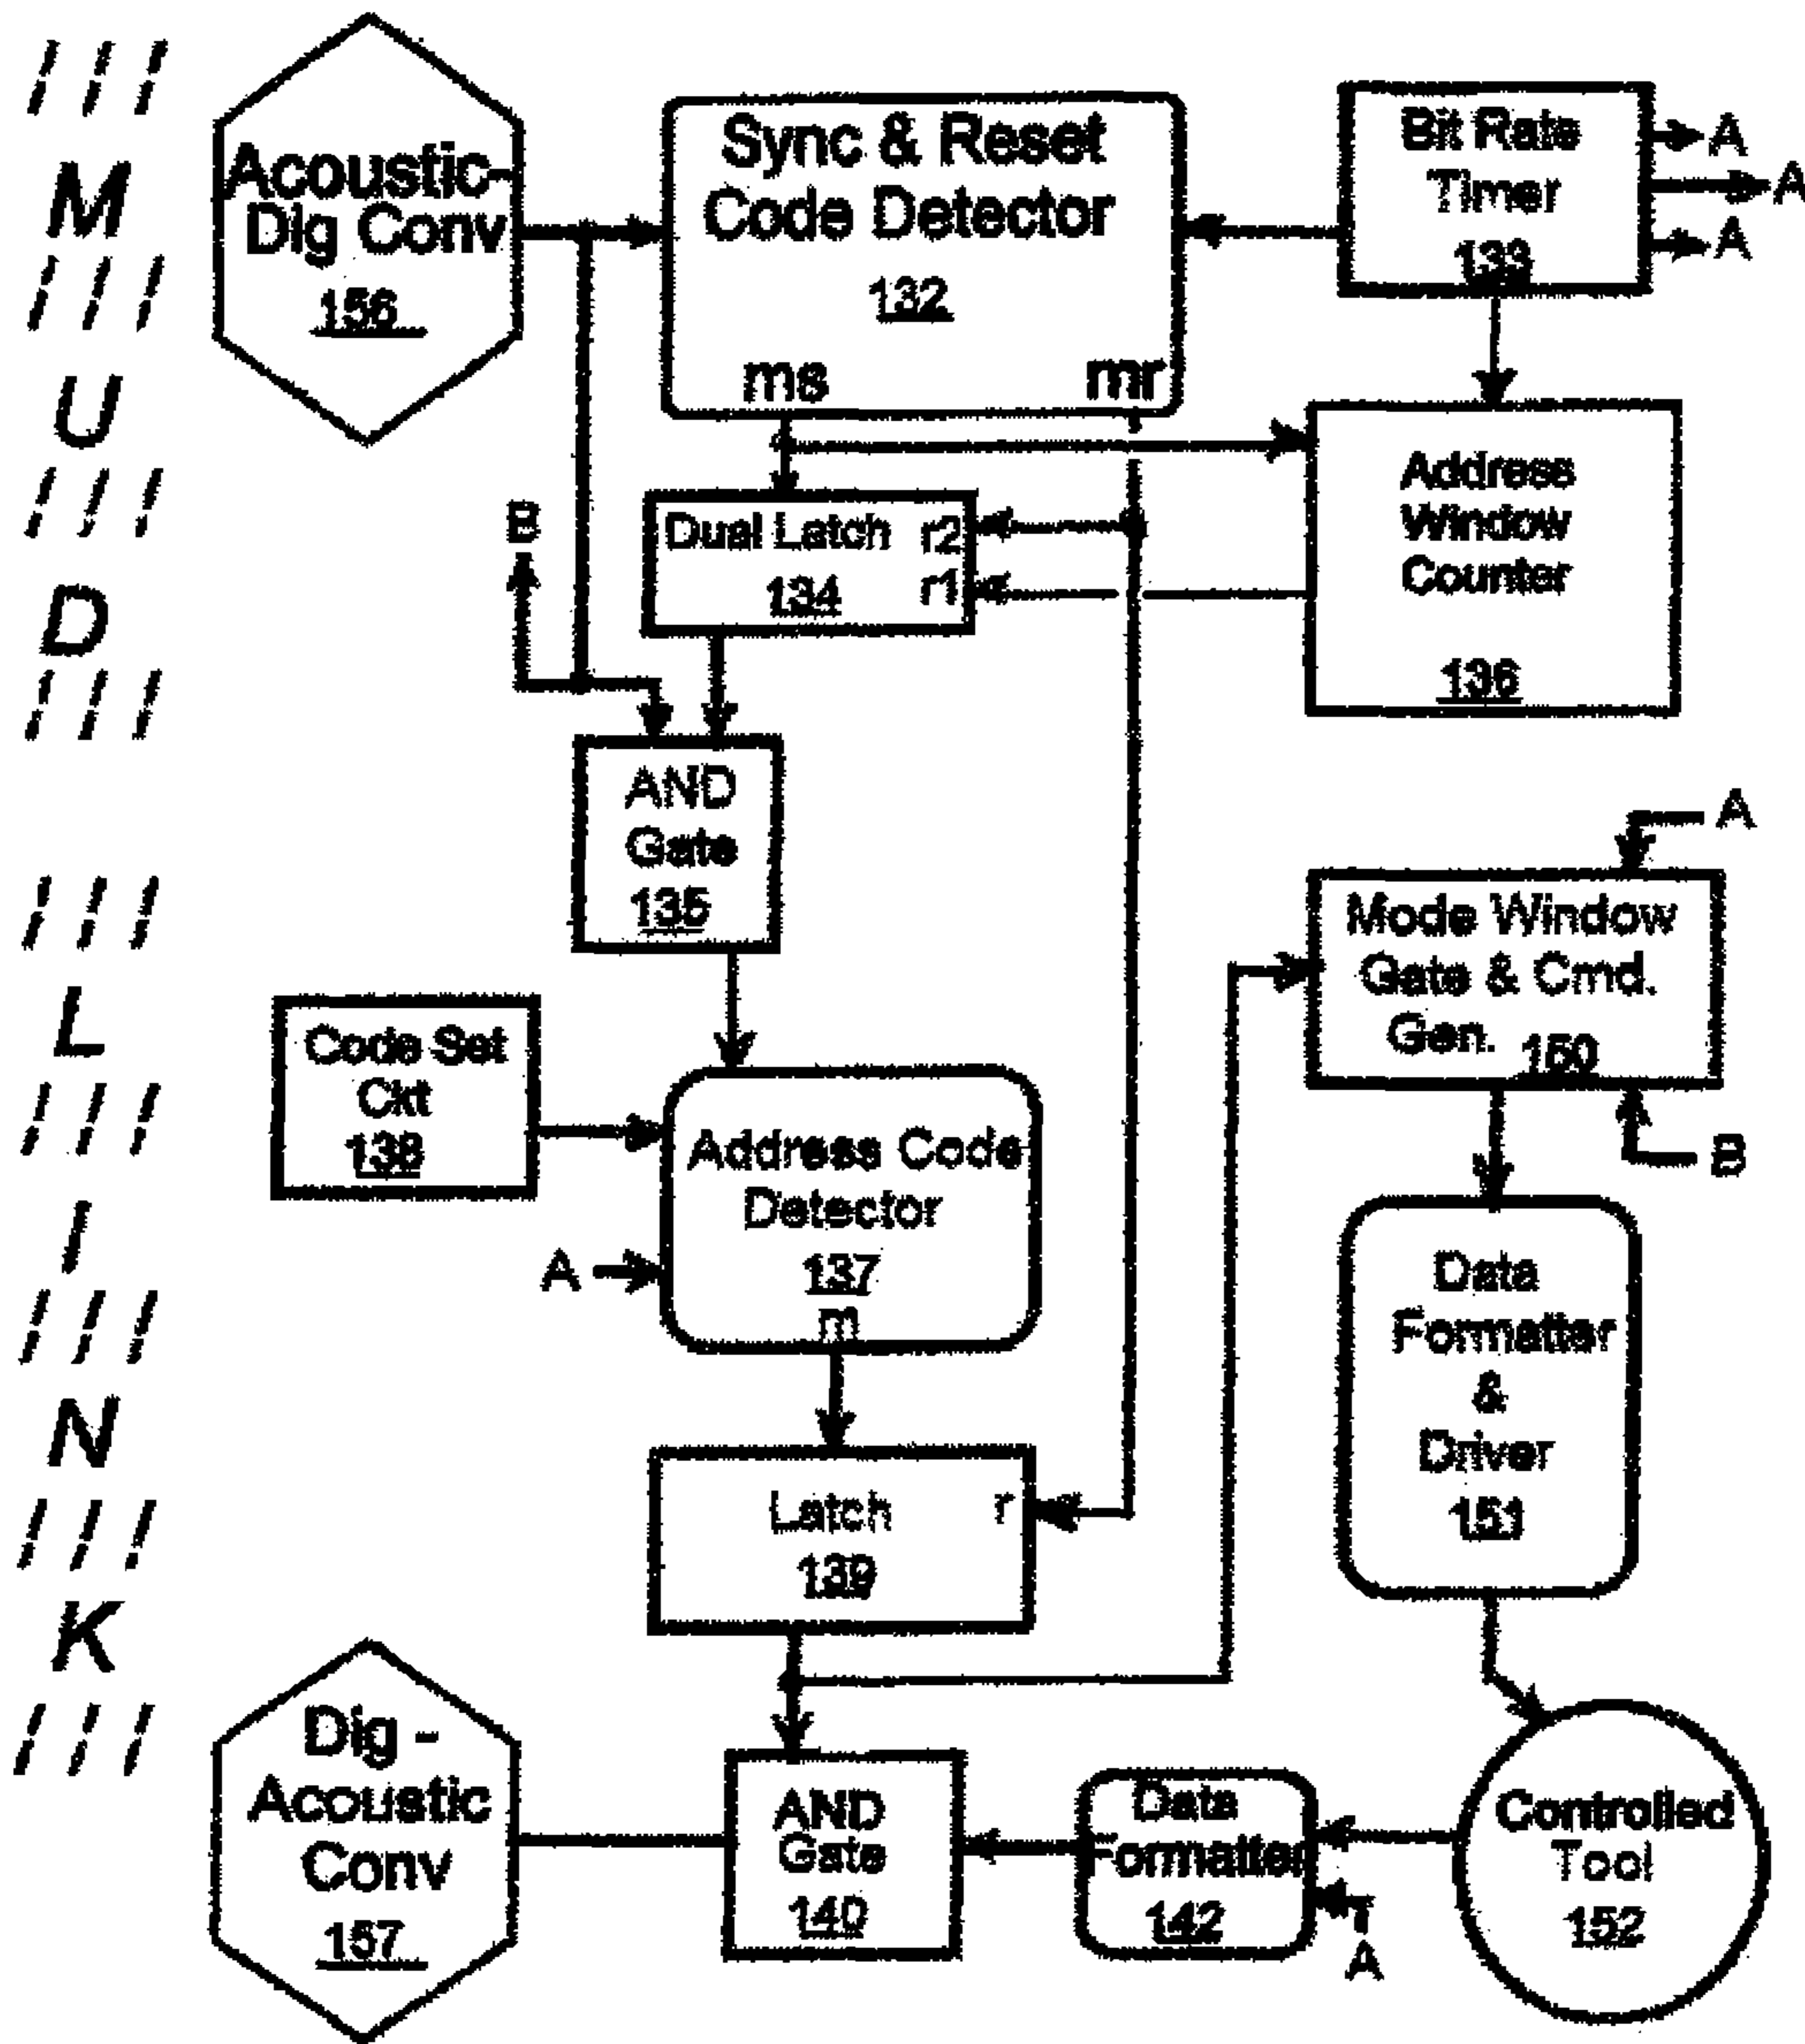 MUD LINK
Acoustic-
Dig Conv
156
Sync & Reset
Code Detector
132
ms
mr
Bit Rate
Timer
133
A
A
A
Address
Window
Counter
136
Dual Latch
134
r2
r1
B
AND
Gate
135
A
Mode Window
Gate & Cmd.
Gen. 150
B
Code Set
Ckt
138
Address Code
Detector
137
m
A
Data
Formatter
&
Driver
151
Latch
139
r
Dig -
Acoustic
Conv
157
AND
Gate
140
Data
Formatter
142
A
Controlled
Tool
152